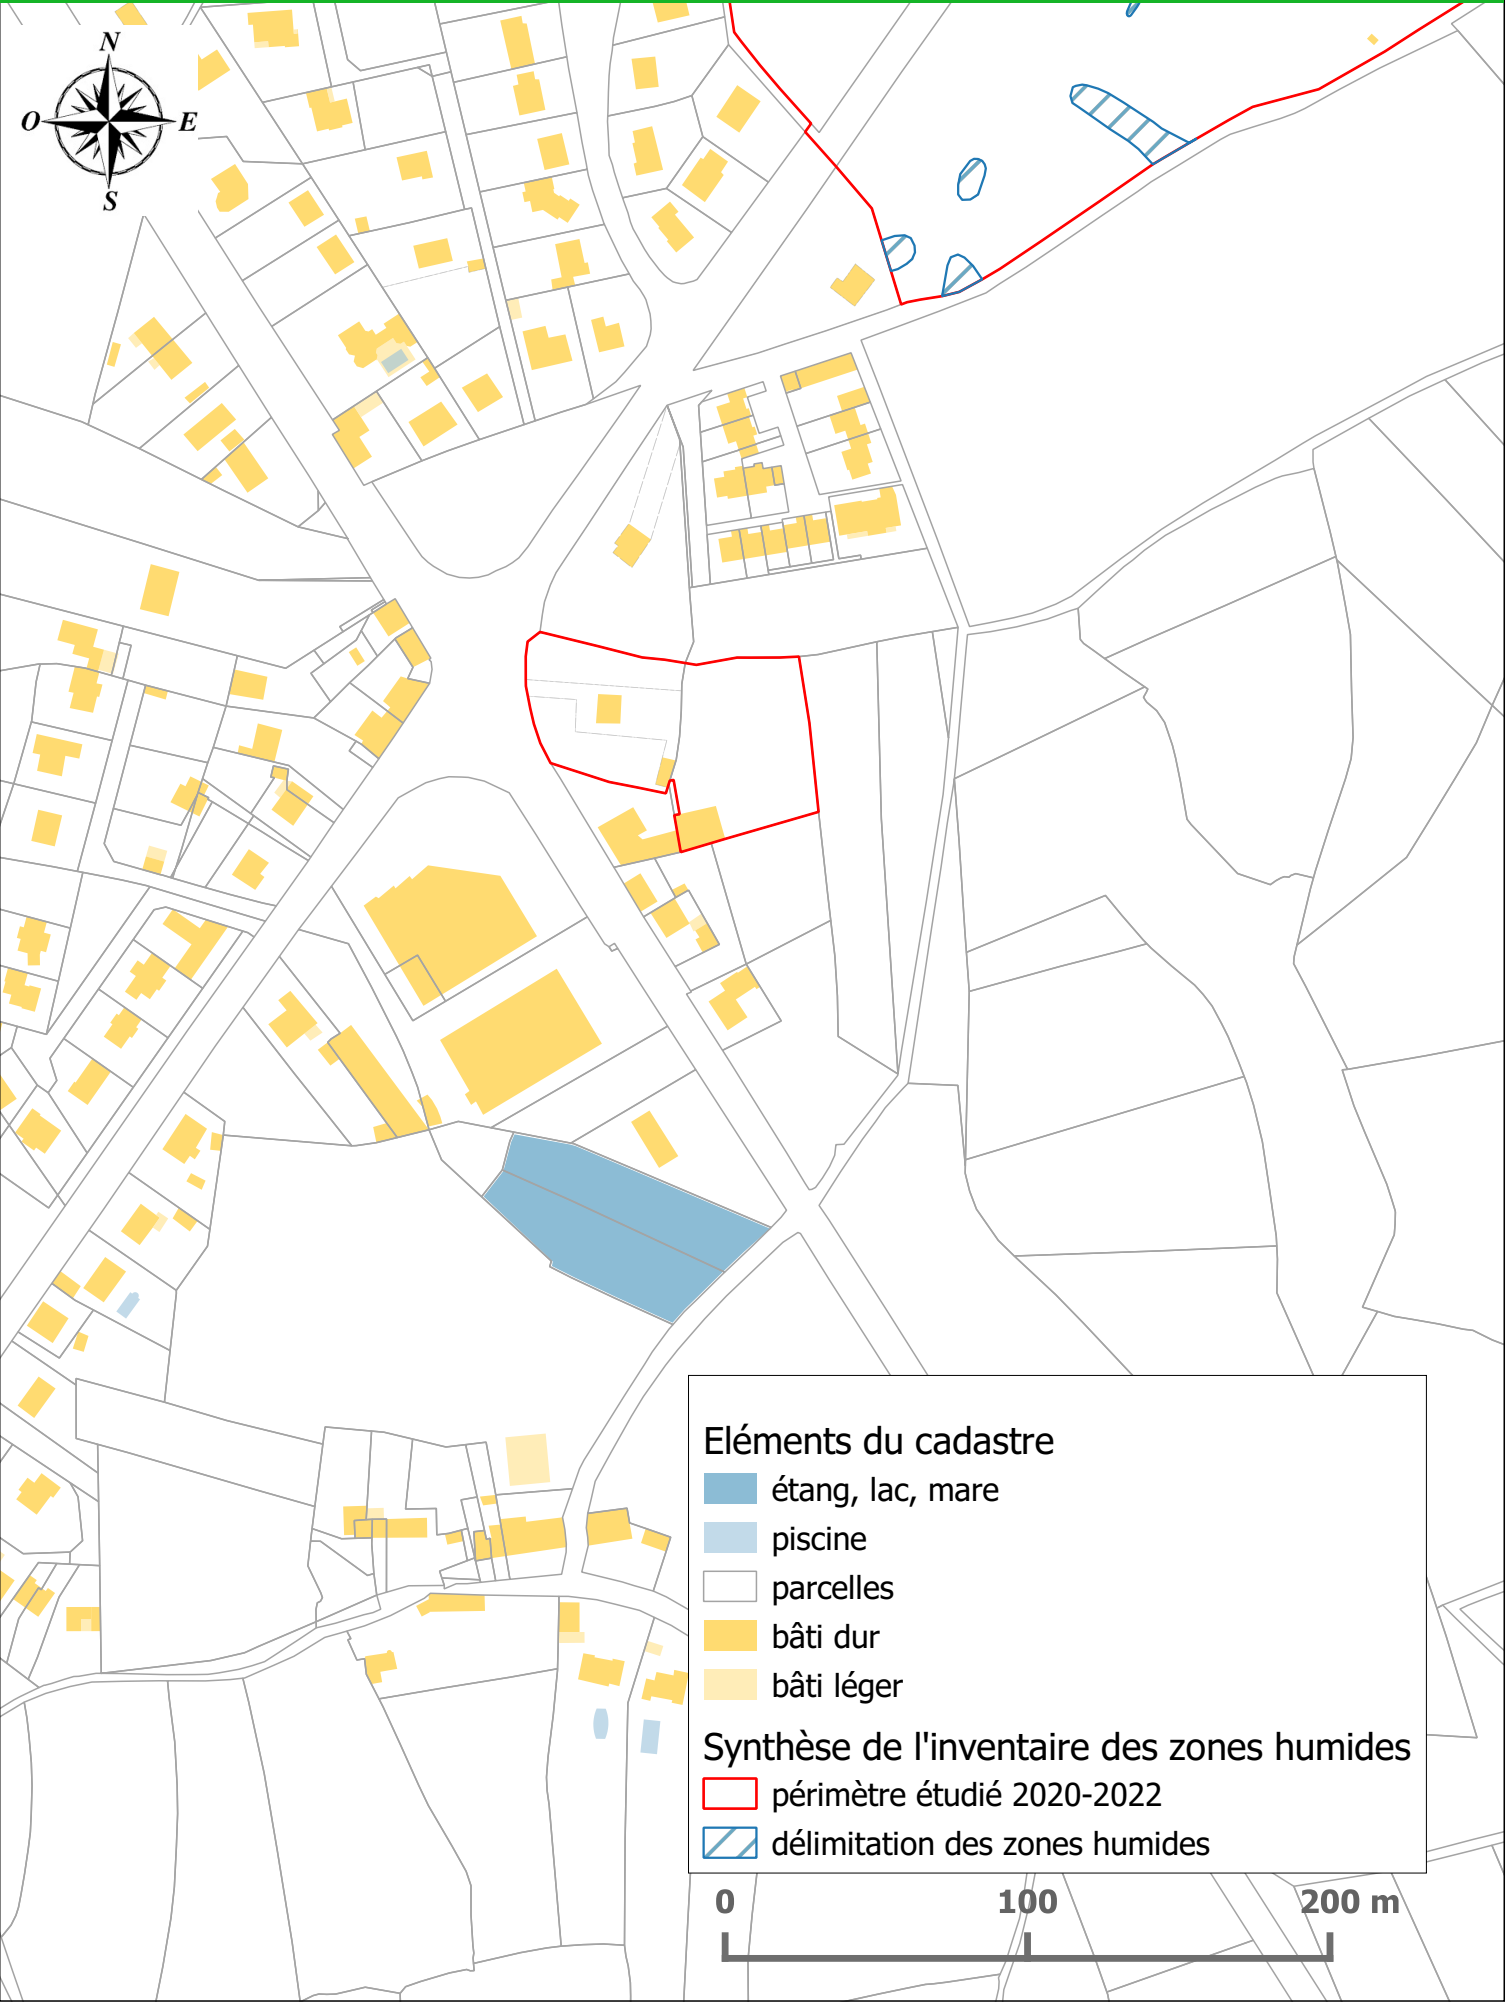 N
O E
S
Eléments du cadastre
étang, lac, mare
piscine
parcelles
bâti dur
bâti léger
Synthèse de l'inventaire des zones humides
périmètre étudié 2020-2022
délimitation des zones humides
0 100 200 m